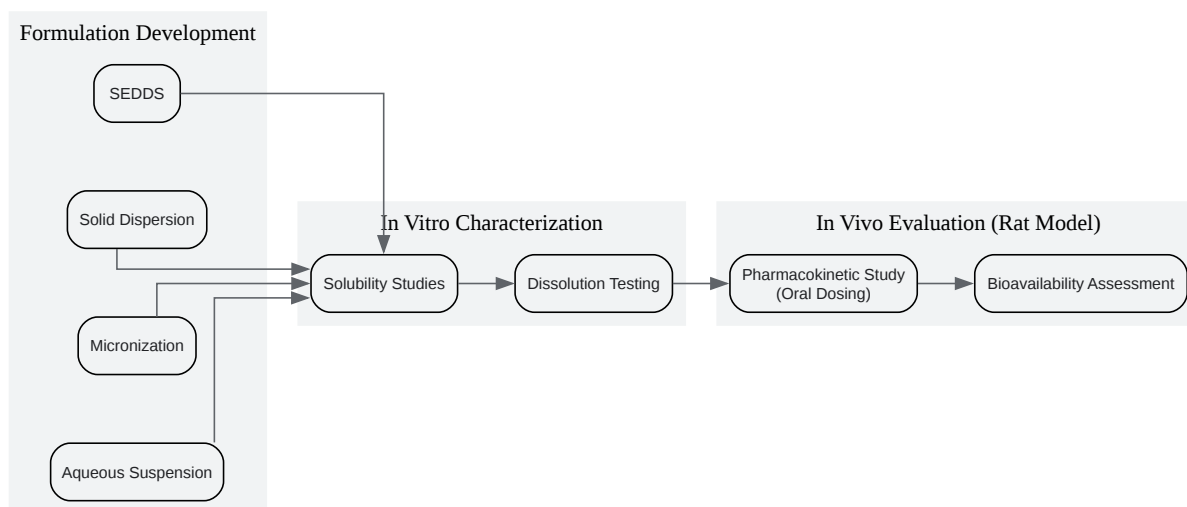 Formulation Development
SEDDS
Solid Dispersion
Micronization
Aqueous Suspension
In Vitro Characterization
Solubility Studies
Dissolution Testing
In Vivo Evaluation (Rat Model)
Pharmacokinetic Study
(Oral Dosing)
Bioavailability Assessment